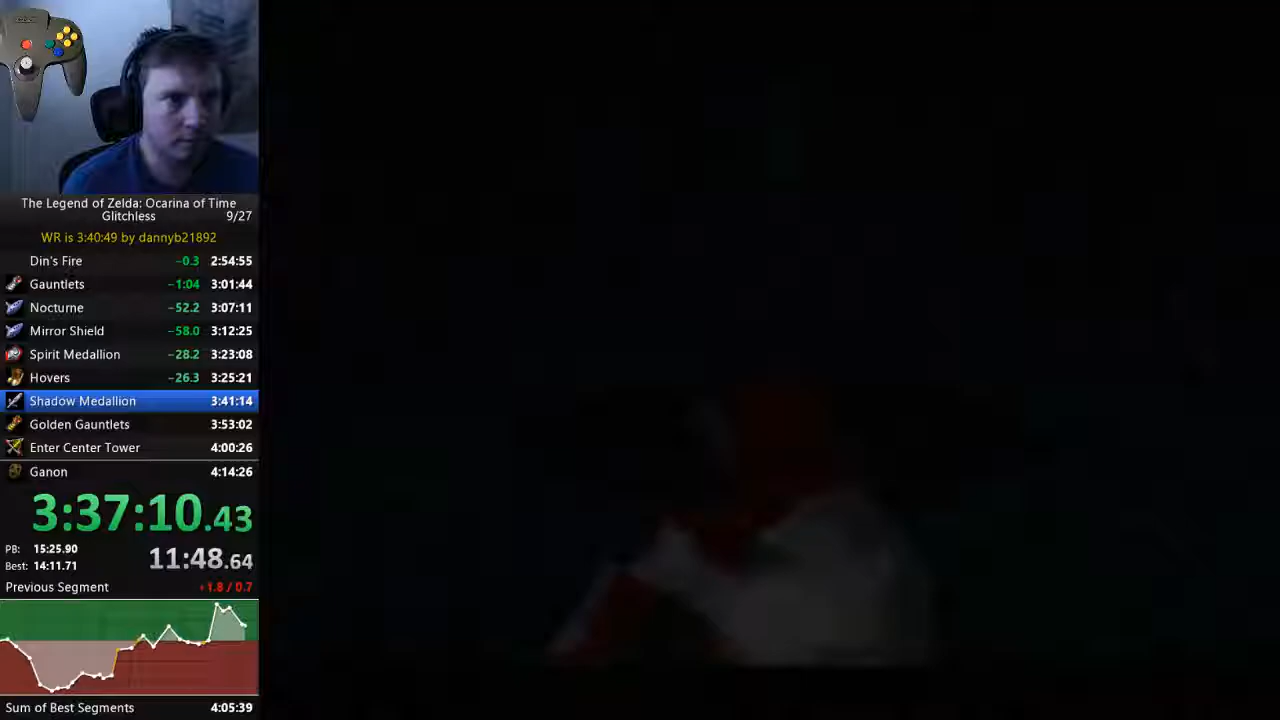 The Legend of Zelda: Ocarina of Time
Glitchless 9/27
WR is 3:40:49 by dannyb21892
Din's Fire -0.3 2:54:55
Gauntlets -1:04 3:01:44
Nocturne -52.2 3:07:11
Mirror Shield -58.0 3:12:25
Spirit Medallion -28.2 3:23:08
Hovers -26.3 3:25:21
Shadow Medallion 3:41:14
Golden Gauntlets 3:53:02
Enter Center Tower 4:00:26
Ganon 4:14:26
3:37:10.43
PB: 15:25.90
Best: 14:11.71
11:48.64
Previous Segment +1.8 / 0.7
Sum of Best Segments 4:05:39